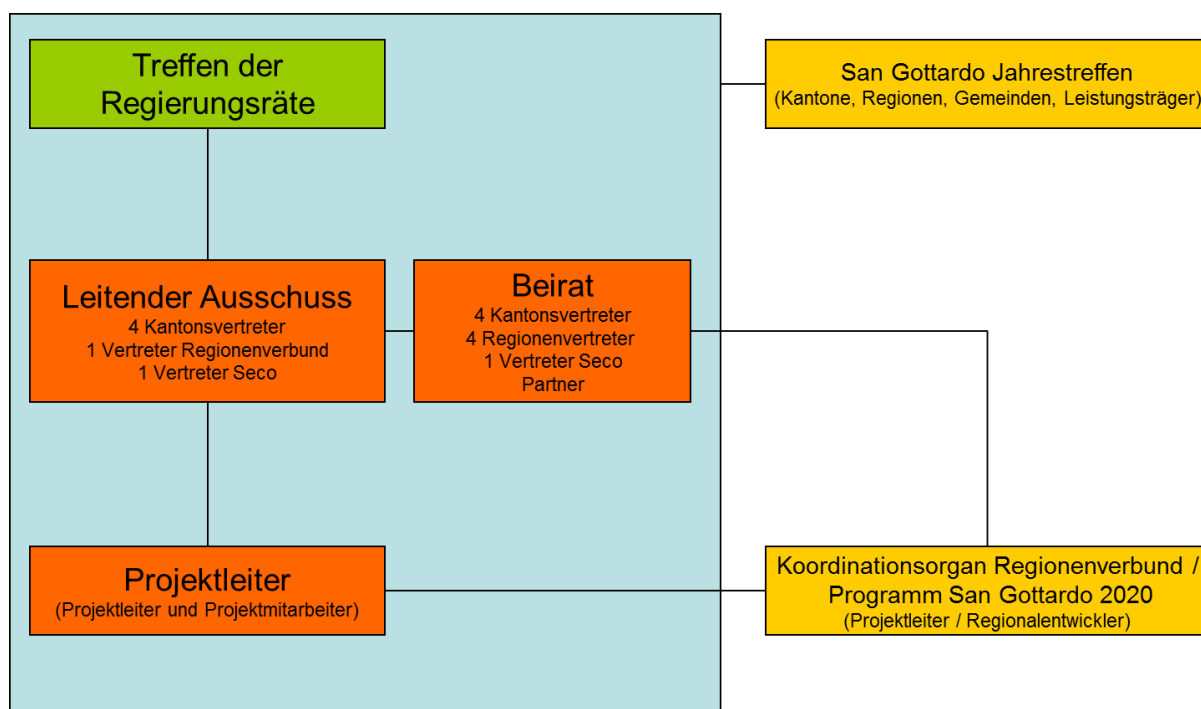 Treffen der
Regierungsräte
San Gottardo Jahrestreffen
(Kantone, Regionen, Gemeinden, Leistungsträger)
Leitender Ausschuss
4 Kantonsvertreter
1 Vertreter Regionenverbund
1 Vertreter Seco
Beirat
4 Kantonsvertreter
4 Regionenvertreter
1 Vertreter Seco
Partner
Projektleiter
(Projektleiter und Projektmitarbeiter)
Koordinationsorgan Regionenverbund /
Programm San Gottardo 2020
(Projektleiter / Regionalentwickler)